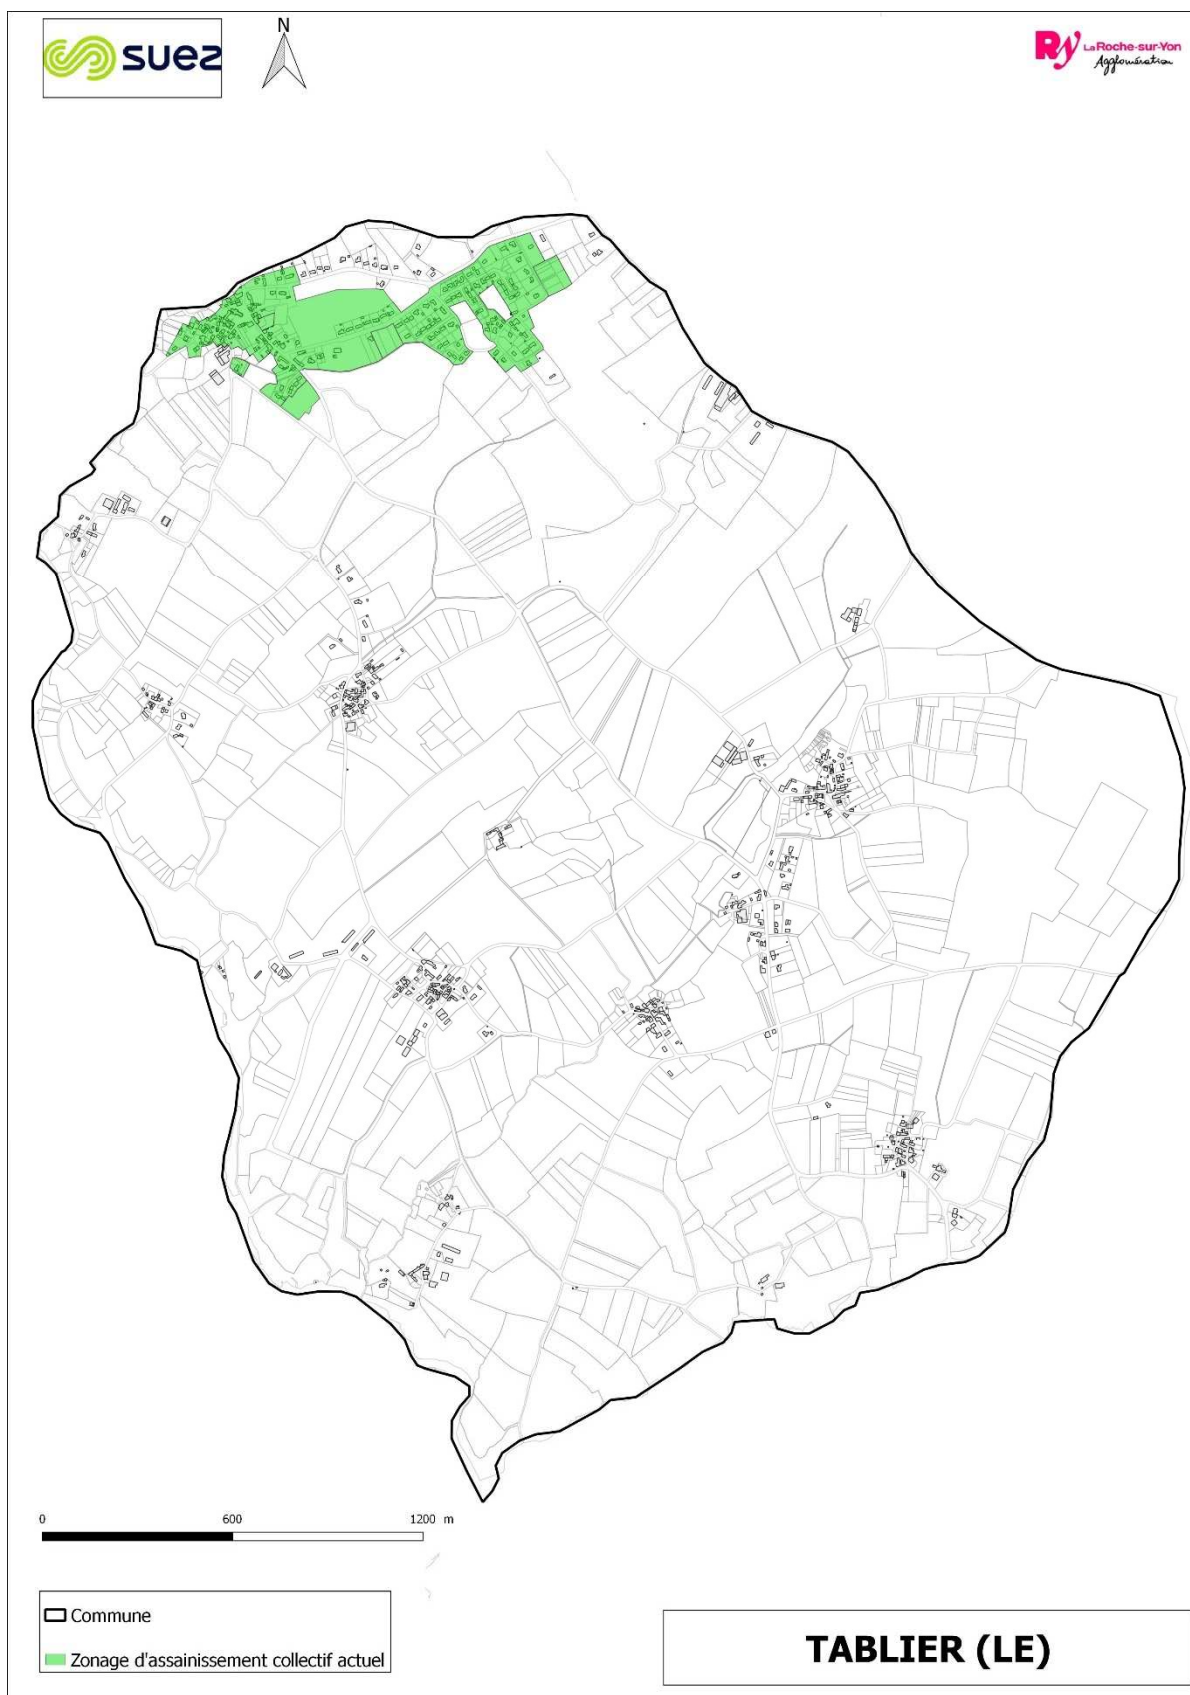 suez
N
La Roche-sur-Yon
Agglomération
0 600 1200 m
Commune
Zonage d'assainissement collectif actuel
TABLIER (LE)